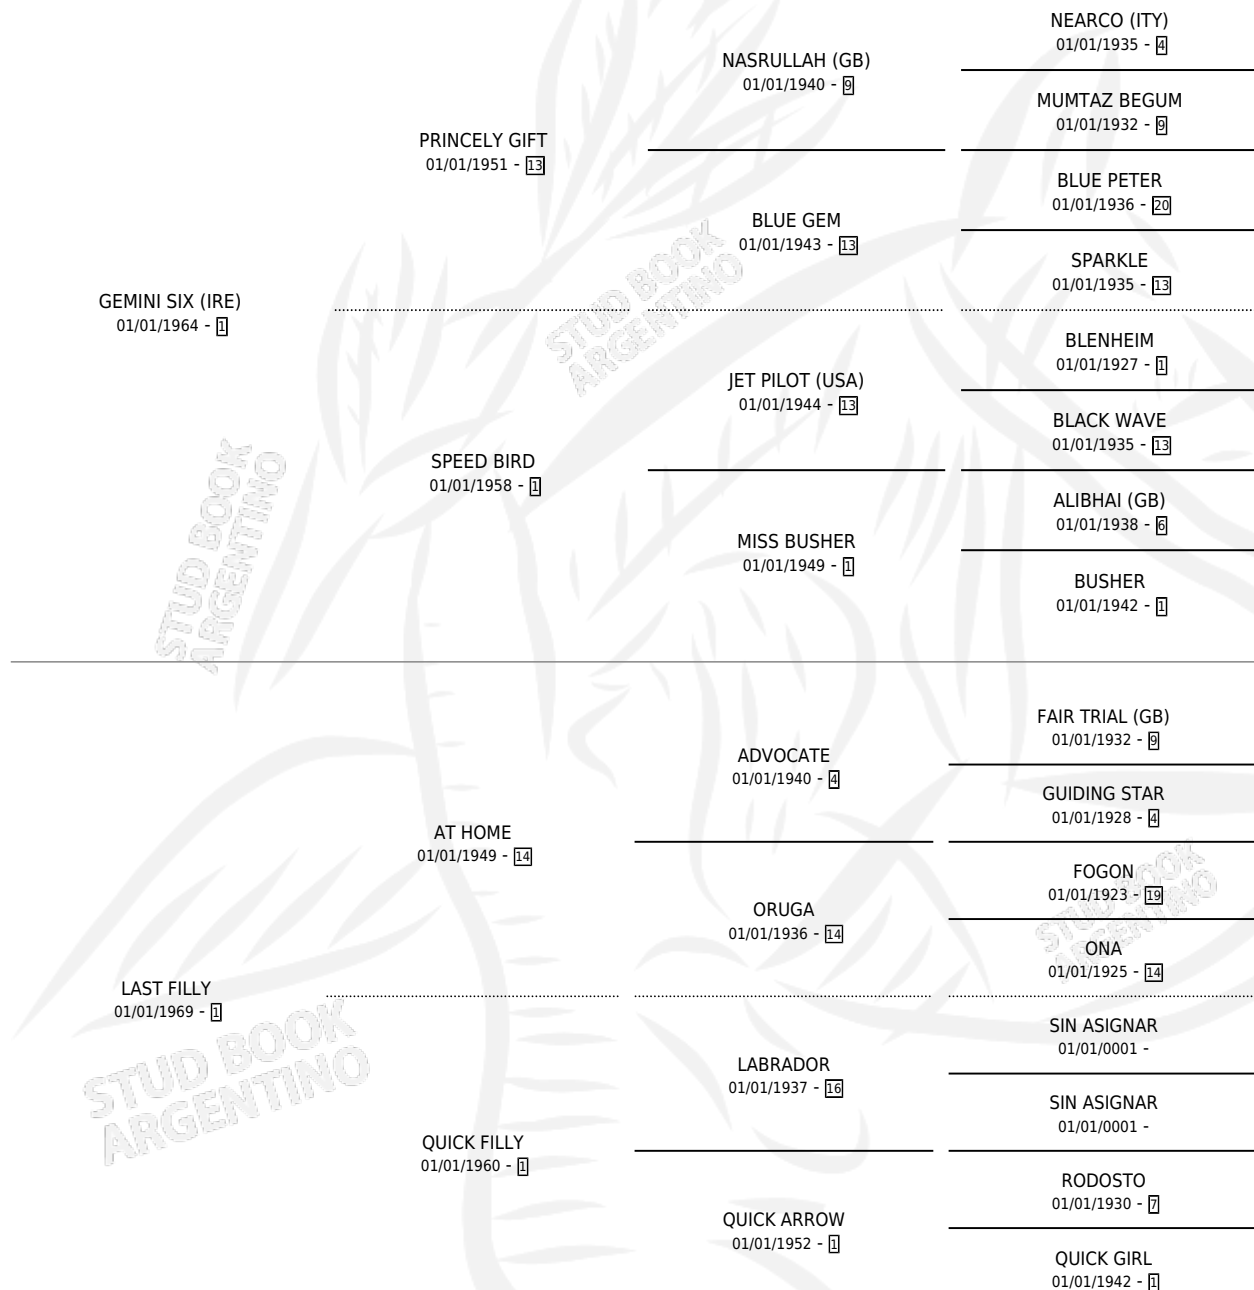 NEARCO (ITY)
01/01/1935 - 4
NASRULLAH (GB)
01/01/1940 - 9
MUMTAZ BEGUM
01/01/1932 - 9
PRINCELY GIFT
01/01/1951 - 13
BLUE PETER
01/01/1936 - 20
BLUE GEM
01/01/1943 - 13
SPARKLE
01/01/1935 - 13
GEMINI SIX (IRE)
01/01/1964 - 1
STUD BOOK
ARGENTINO
BLENHEIM
01/01/1927 - 1
JET PILOT (USA)
01/01/1944 - 13
BLACK WAVE
01/01/1935 - 13
SPEED BIRD
01/01/1958 - 1
ALIBHAI (GB)
01/01/1938 - 6
MISS BUSHER
01/01/1949 - 1
BUSHER
01/01/1942 - 1
STUD BOOK
ARGENTINO
FAIR TRIAL (GB)
01/01/1932 - 9
ADVOCATE
01/01/1940 - 4
GUIDING STAR
01/01/1928 - 4
AT HOME
01/01/1949 - 14
FOGON
01/01/1923 - 19
ORUGA
01/01/1936 - 14
STUD BOOK
ARGENTINO
ONA
01/01/1925 - 14
LAST FILLY
01/01/1969 - 1
STUD BOOK
ARGENTINO
SIN ASIGNAR
01/01/0001 -
LABRADOR
01/01/1937 - 16
SIN ASIGNAR
01/01/0001 -
QUICK FILLY
01/01/1960 - 1
RODOSTO
01/01/1930 - 7
QUICK ARROW
01/01/1952 - 1
QUICK GIRL
01/01/1942 - 1